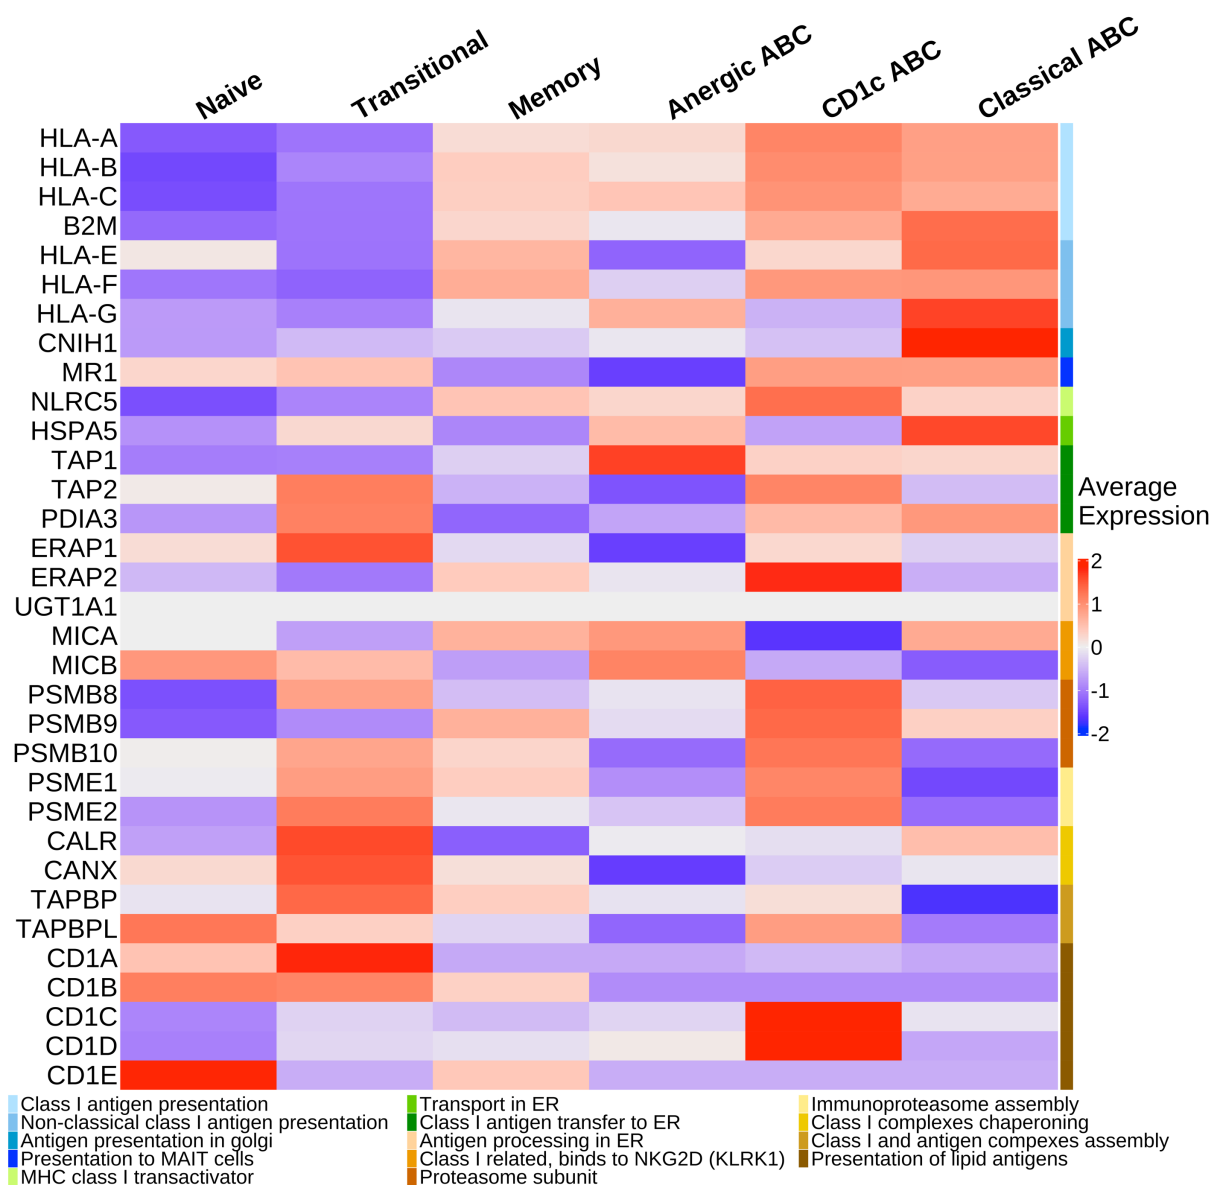 Naive
Transitional
Memory
Anergic ABC
CD1c ABC
Classical ABC
HLA-A
HLA-B
HLA-C
B2M
HLA-E
HLA-F
HLA-G
CNIH1
MR1
NLRC5
HSPA5
TAP1
TAP2
PDIA3
ERAP1
ERAP2
UGT1A1
MICA
MICB
PSMB8
PSMB9
PSMB10
PSME1
PSME2
CALR
CANX
TAPBP
TAPBPL
CD1A
CD1B
CD1C
CD1D
CD1E
Average
Expression
2
1
0
-1
-2
Class I antigen presentation
Non-classical class I antigen presentation
Antigen presentation in golgi
Presentation to MAIT cells
MHC class I transactivator
Transport in ER
Class I antigen transfer to ER
Antigen processing in ER
Class I related, binds to NKG2D (KLRK1)
Proteasome subunit
Immunoproteasome assembly
Class I complexes chaperoning
Class I and antigen compexes assembly
Presentation of lipid antigens